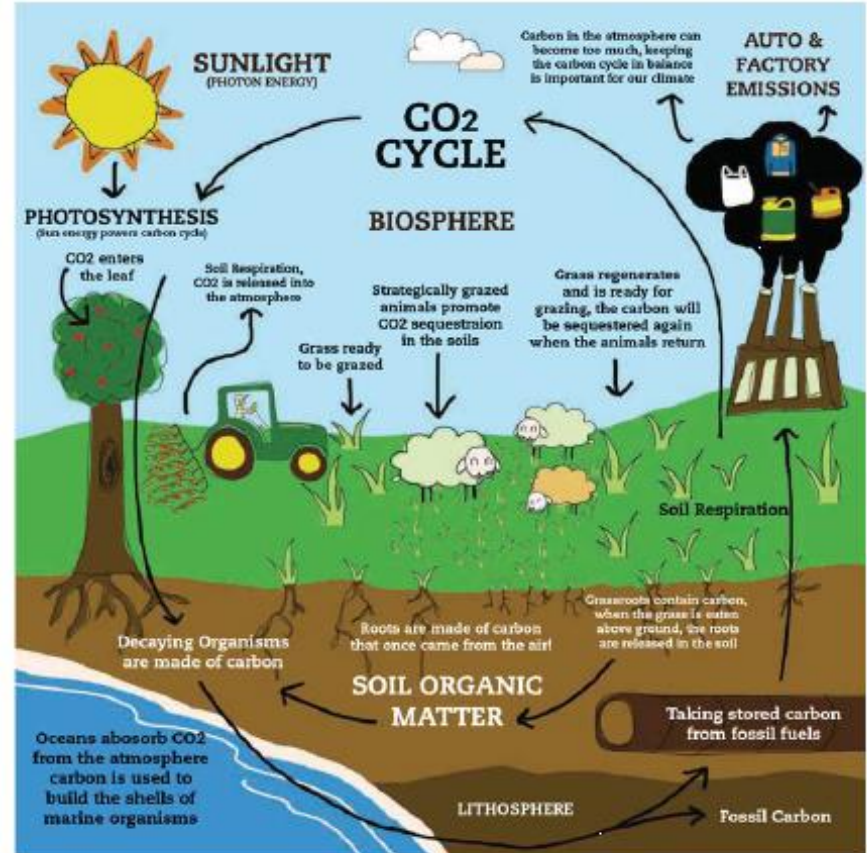 SUNLIGHT
(PHOTON ENERGY)
Carbon in the atmosphere can
become too much, keeping
the carbon cycle in balance
is important for our climate
AUTO &
FACTORY
EMISSIONS
CO2
CYCLE
BIOSPHERE
PHOTOSYNTHESIS
(Sun energy powers carbon cycle)
CO2 enters
the leaf
Soil Respiration,
CO2 is released into
the atmosphere
Grass ready
to be grazed
Strategically grazed
animals promote
CO2 sequestraion
in the soils
Grass regenerates
and is ready for
grazing, the carbon will
be sequestered again
when the animals return
Soil Respiration
Decaying Organisms
are made of carbon
Roots are made of carbon
that once came from the air!
Grassroots contain carbon,
when the grass is eaten
above ground, the roots
are released in the soil
SOIL ORGANIC
MATTER
Taking stored carbon
from fossil fuels
Oceans abosorb CO2
from the atmosphere
carbon is used to
build the shells of
marine organisms
LITHOSPHERE
Fossil Carbon